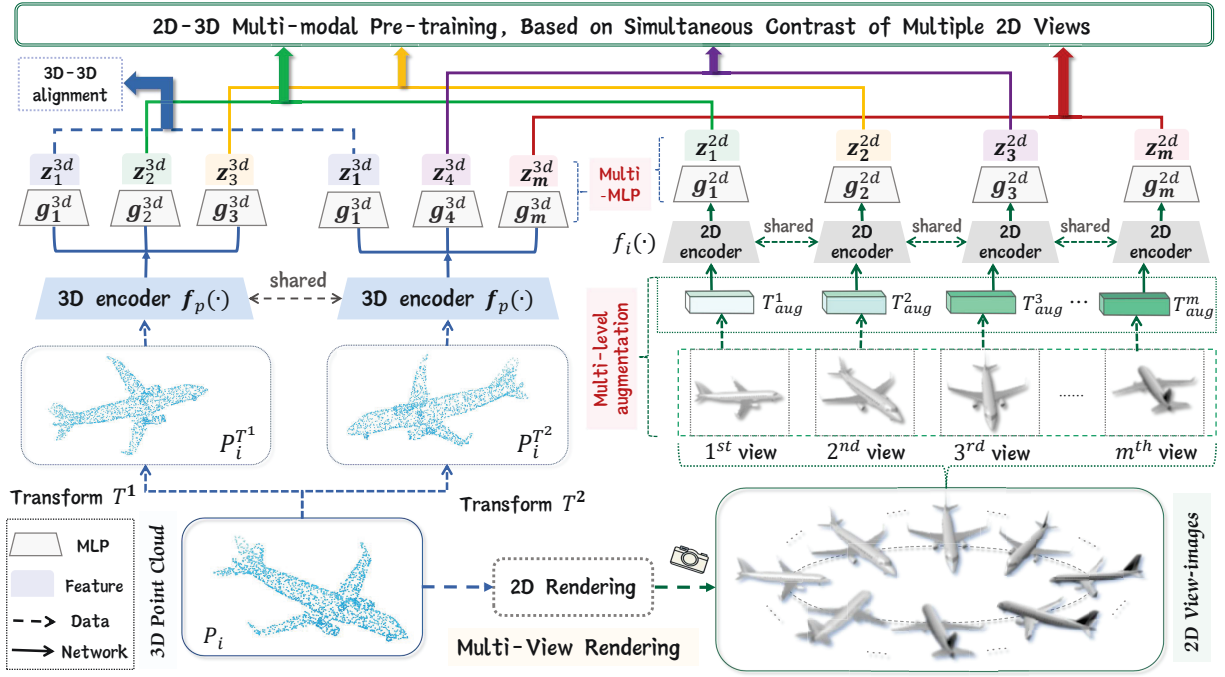 2D-3D Multi-modal Pre-training, Based on Simultaneous Contrast of Multiple 2D Views
3D-3D
alignment
z_1^{3d} z_2^{3d} z_3^{3d} z_1^{3d} z_4^{3d} z_m^{3d}
g_1^{3d} g_2^{3d} g_3^{3d} g_1^{3d} g_4^{3d} g_m^{3d}
Multi
-MLP
z_1^{2d} z_2^{2d} z_3^{2d} z_m^{2d}
g_1^{2d} g_2^{2d} g_3^{2d} g_m^{2d}
f_i(·)
2D
encoder
shared
2D
encoder
shared
2D
encoder
shared
2D
encoder
3D encoder f_p(·)
shared
3D encoder f_p(·)
Multi-level
augmentation
T_{aug}^1 T_{aug}^2 T_{aug}^3 ··· T_{aug}^m
P_i^{T^1}
P_i^{T^2}
······
1^{st} view 2^{nd} view 3^{rd} view m^{th} view
Transform T^1
Transform T^2
MLP
Feature
Data
Network
3D Point Cloud
P_i
2D Rendering
Multi-View Rendering
2D View-images